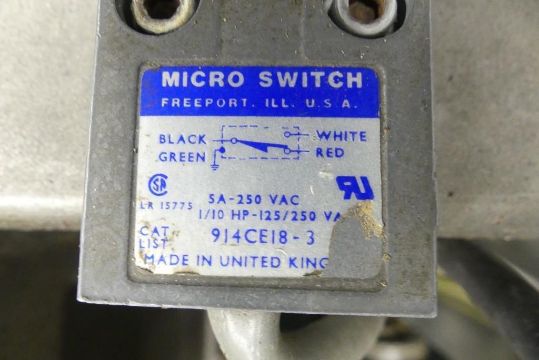 MICRO SWITCH
FREEPORT. ILL. U.S.A.
BLACK WHITE
GREEN RED
LR 15775 5A-250 VAC
1/10 HP-125/250 VA
CAT. LIST 914CE18-3
MADE IN UNITED KING